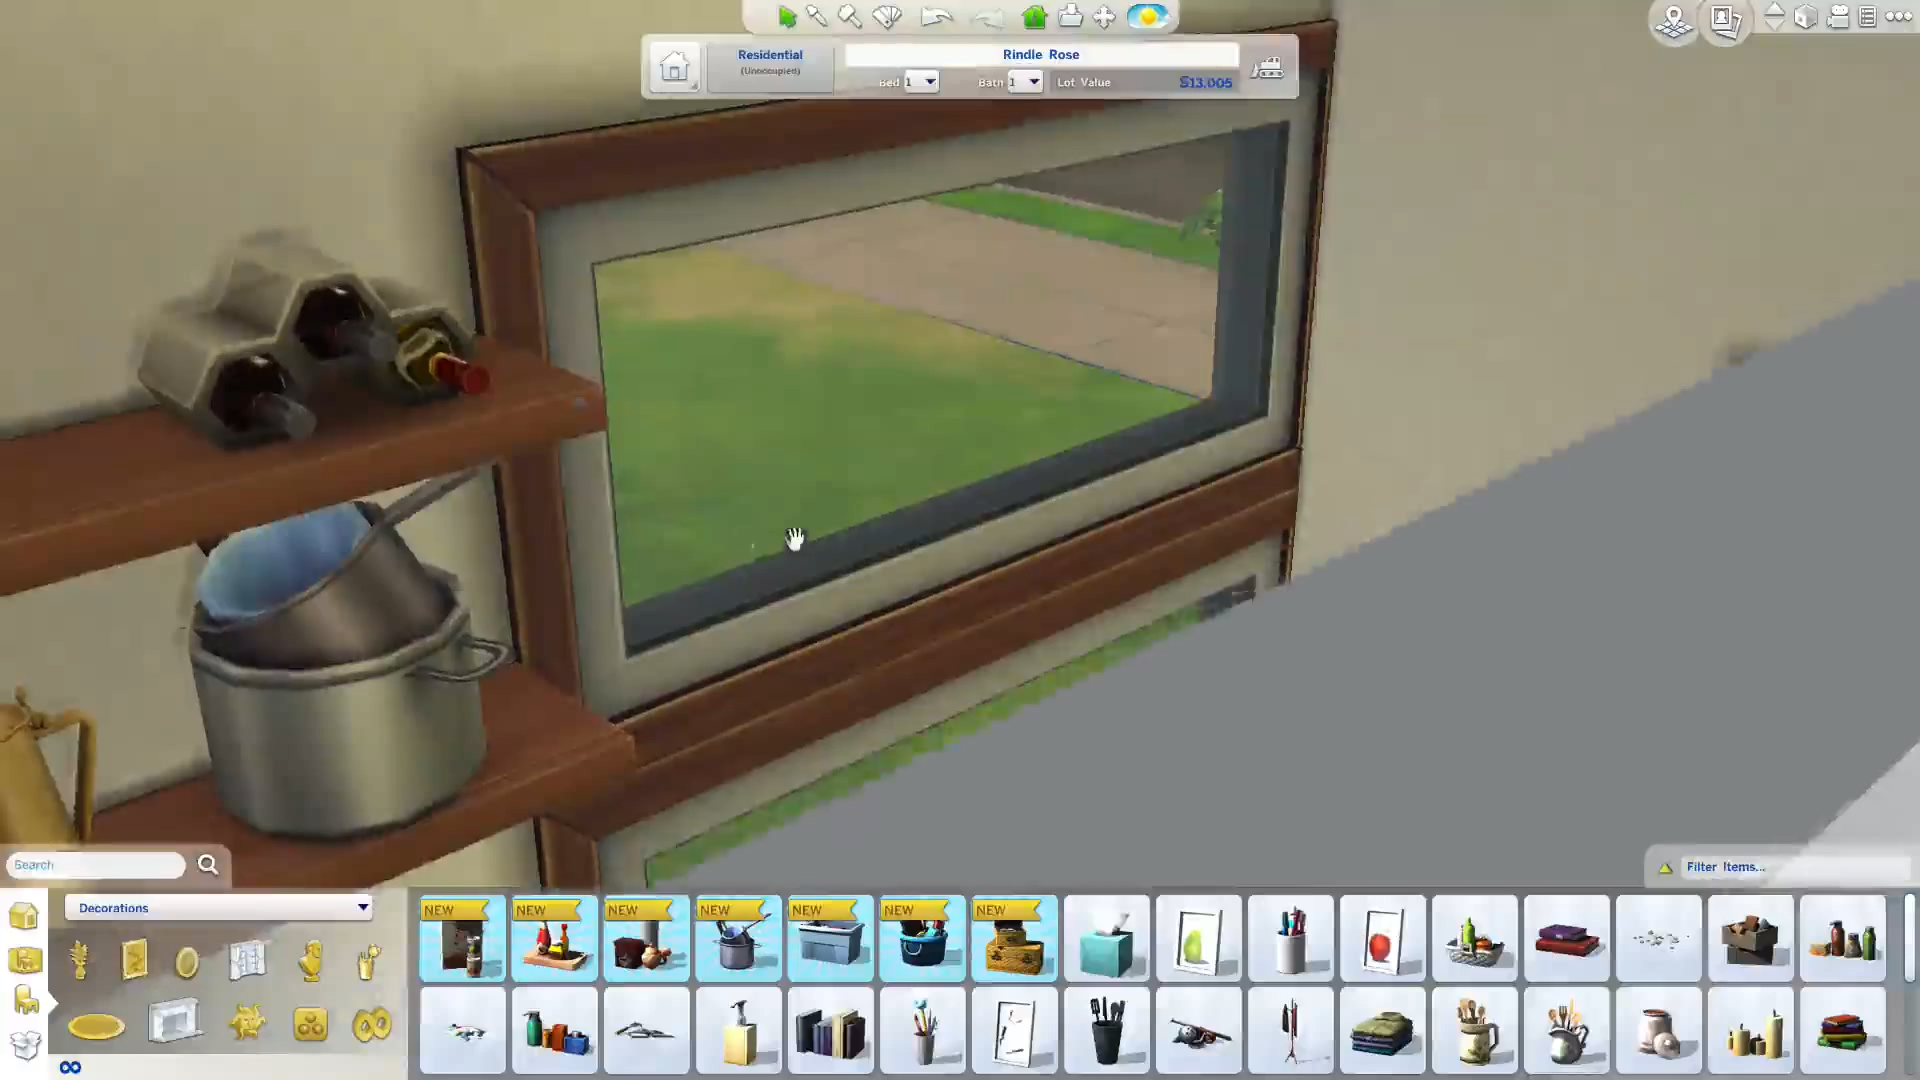 Residential
(Unoccupied)
Rindle Rose
Bed 1
Bath 1
Lot Value
§13,005
Search
Filter Items...
Decorations
NEW
NEW
NEW
NEW
NEW
NEW
NEW